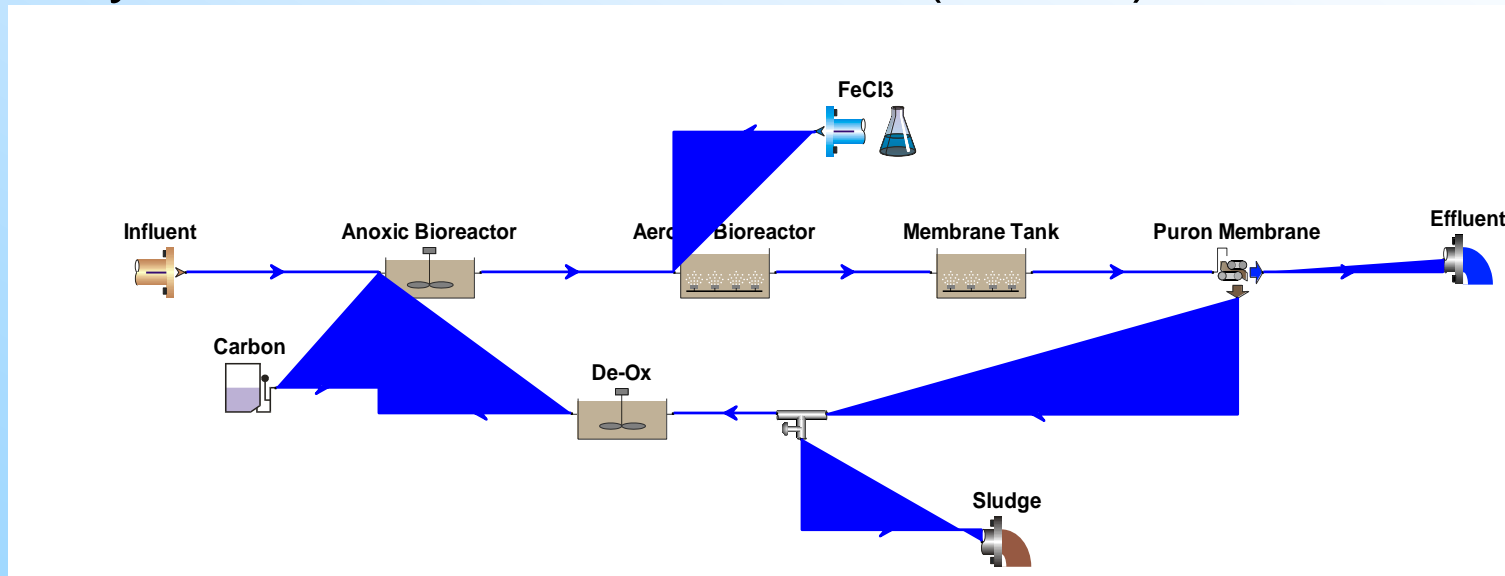 FeCl3
Influent
Anoxic Bioreactor
Bioreactor
Membrane Tank
Puron Membrane
Effluent
Carbon
De-Ox
Sludge